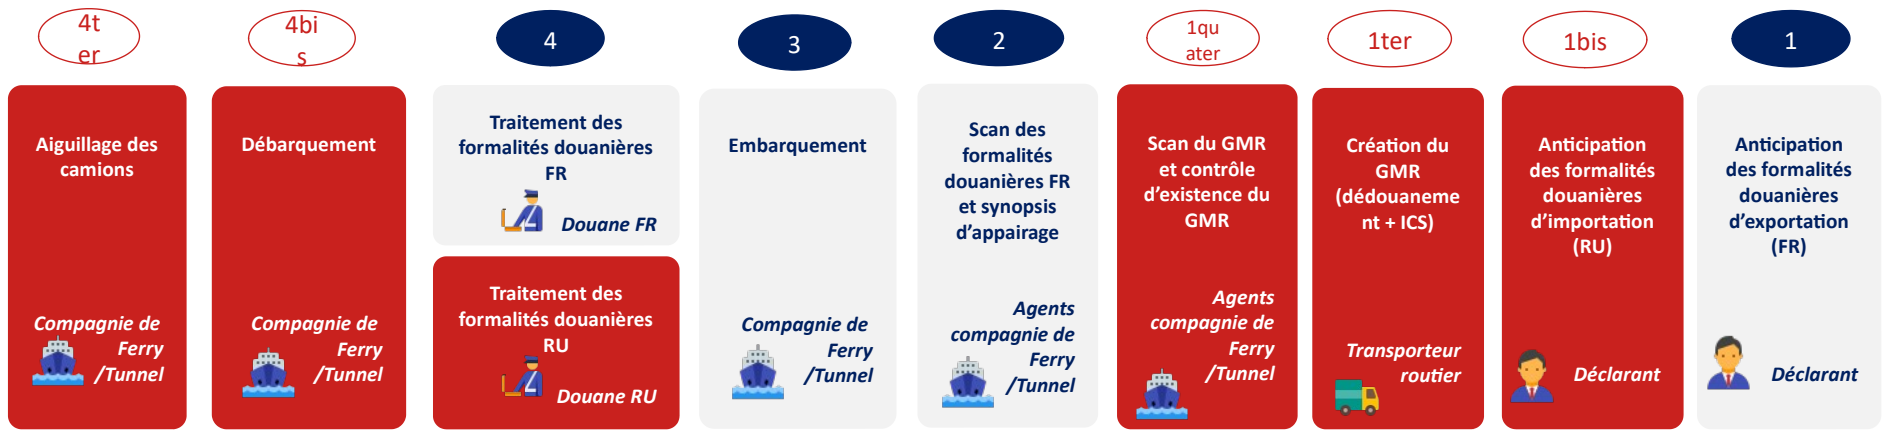 4t
er
Aiguillage des
camions
Compagnie de
Ferry
/Tunnel
4bi
s
Débarquement
Compagnie de
Ferry
/Tunnel
4
Traitement des
formalités douanières
FR
Douane FR
Traitement des
formalités douanières
RU
Douane RU
3
Embarquement
Compagnie de
Ferry
/Tunnel
2
Scan des
formalités
douanières FR
et synopsis
d’appairage
Agents
compagnie de
Ferry
/Tunnel
1qu
ater
Scan du GMR
et contrôle
d’existence du
GMR
Agents
compagnie de
Ferry
/Tunnel
1ter
Création du
GMR
(dédouaneme
nt + ICS)
Transporteur
routier
1bis
Anticipation
des formalités
douanières
d’importation
(RU)
Déclarant
1
Anticipation
des formalités
douanières
d’exportation
(FR)
Déclarant